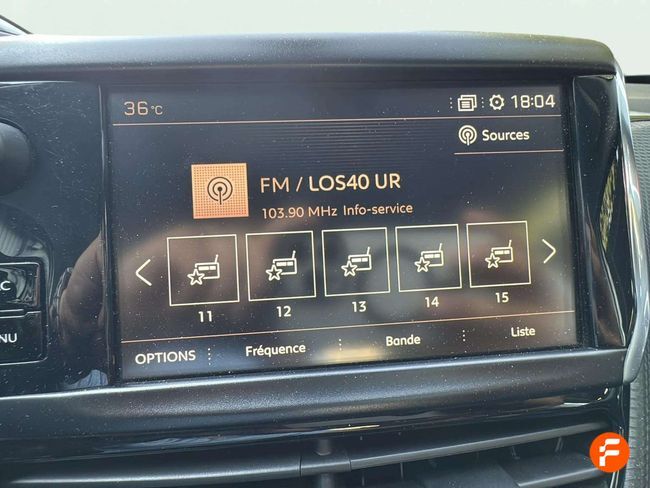 36°C
18:04
Sources
FM / LOS40 UR
103.90 MHz Info-service
11 12 13 14 15
OPTIONS Fréquence Bande Liste
NU